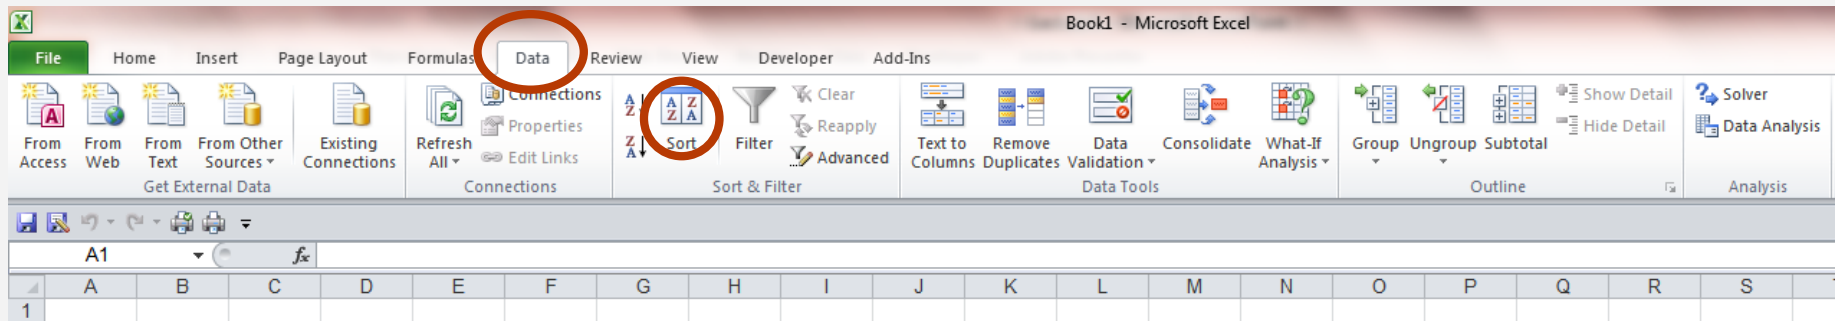 Book1 - Microsoft Excel
File Home Insert Page Layout Formulas Data Review View Developer Add-Ins
From Access
From Web
From Text
From Other Sources
Existing Connections
Get External Data
Refresh All
Connections
Properties
Edit Links
Connections
A Z
Z A
A Z Z A
Sort
Filter
Clear
Reapply
Advanced
Sort & Filter
Text to Columns
Remove Duplicates
Data Validation
Consolidate
What-If Analysis
Data Tools
Group
Ungroup
Subtotal
Show Detail
Hide Detail
Outline
Solver
Data Analysis
Analysis
A1 fx
A B C D E F G H I J K L M N O P Q R S
1